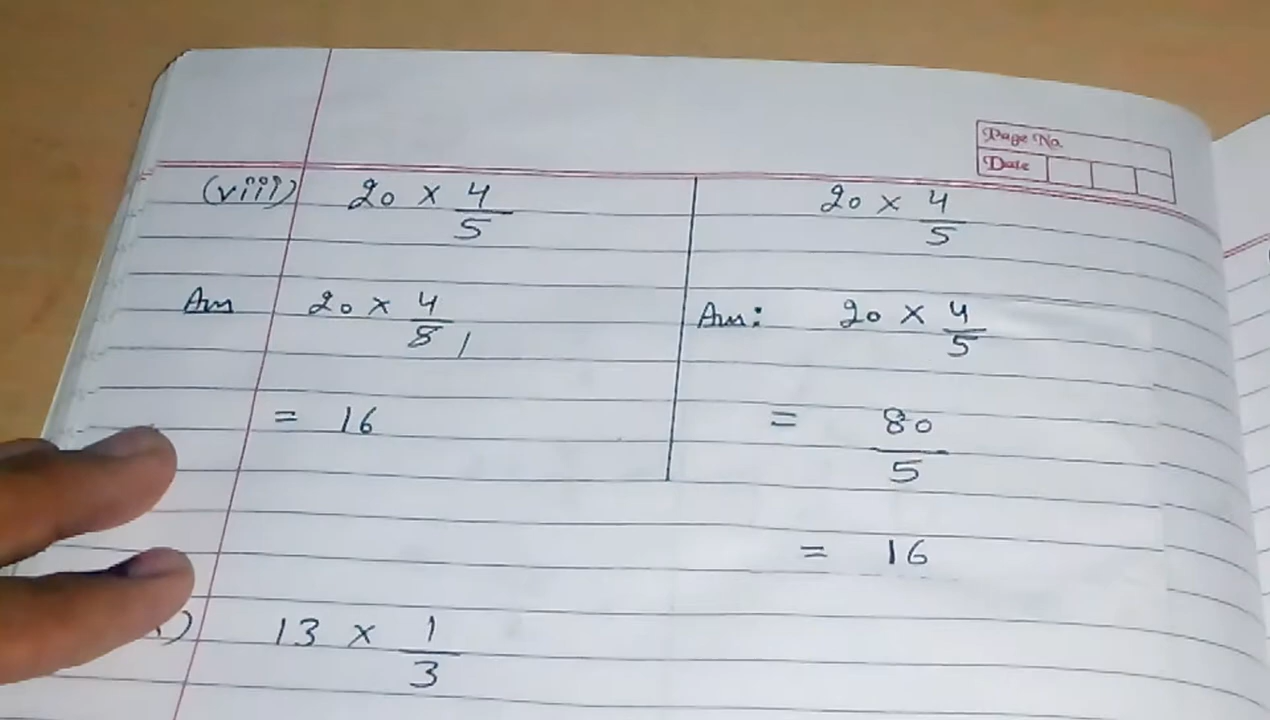 Page No.
Date
(viii) 20 × 4/5
Ans 20 × 4/5 1
= 16
20 × 4/5
Ans: 20 × 4/5
= 80/5
= 16
) 13 × 1/3